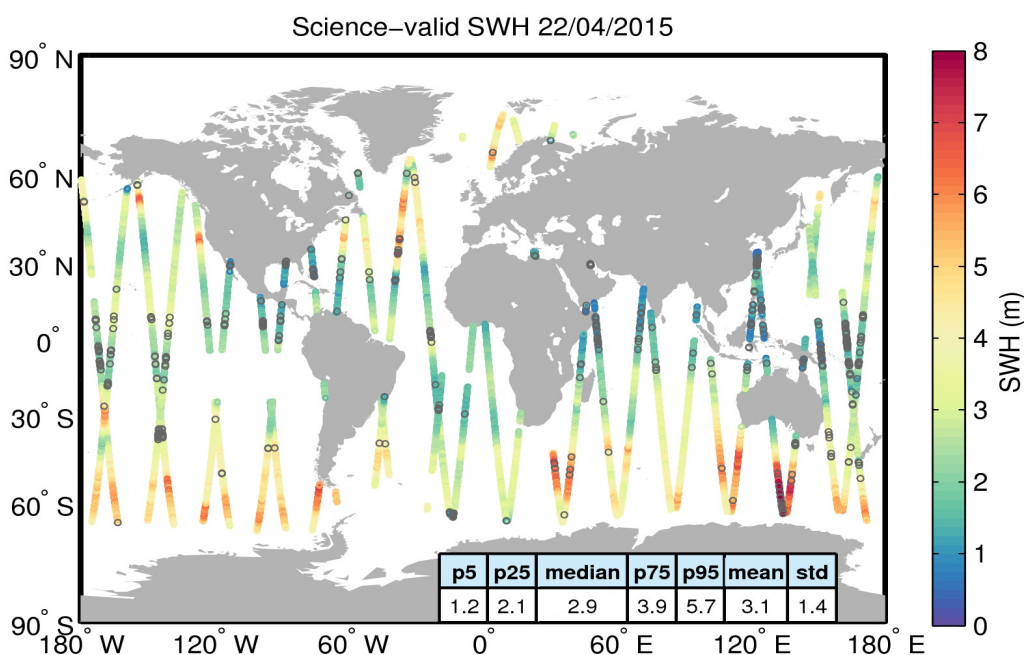 Science−valid SWH 22/04/2015
90° N
60° N
30° N
0°
30° S
60° S
90° S
180° W
120° W
60° W
0°
60° E
120° E
180° E
p5 p25 median p75 p95 mean std
1.2 2.1 2.9 3.9 5.7 3.1 1.4
8
7
6
5
4
3
2
1
0
SWH (m)